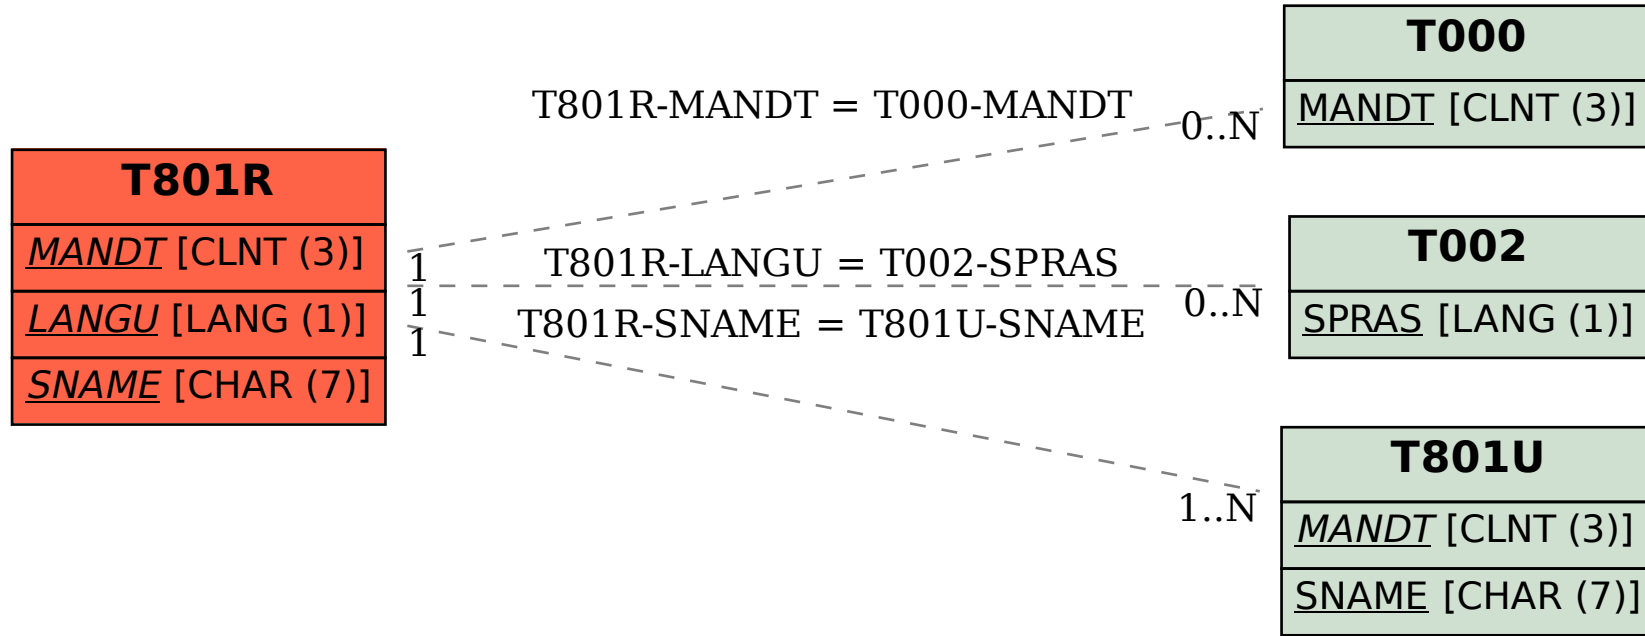 T801R
MANDT [CLNT (3)]
LANGU [LANG (1)]
SNAME [CHAR (7)]
T801R-MANDT = T000-MANDT
0..N
1
T801R-LANGU = T002-SPRAS
0..N
1
T801R-SNAME = T801U-SNAME
1..N
1
T000
MANDT [CLNT (3)]
T002
SPRAS [LANG (1)]
T801U
MANDT [CLNT (3)]
SNAME [CHAR (7)]